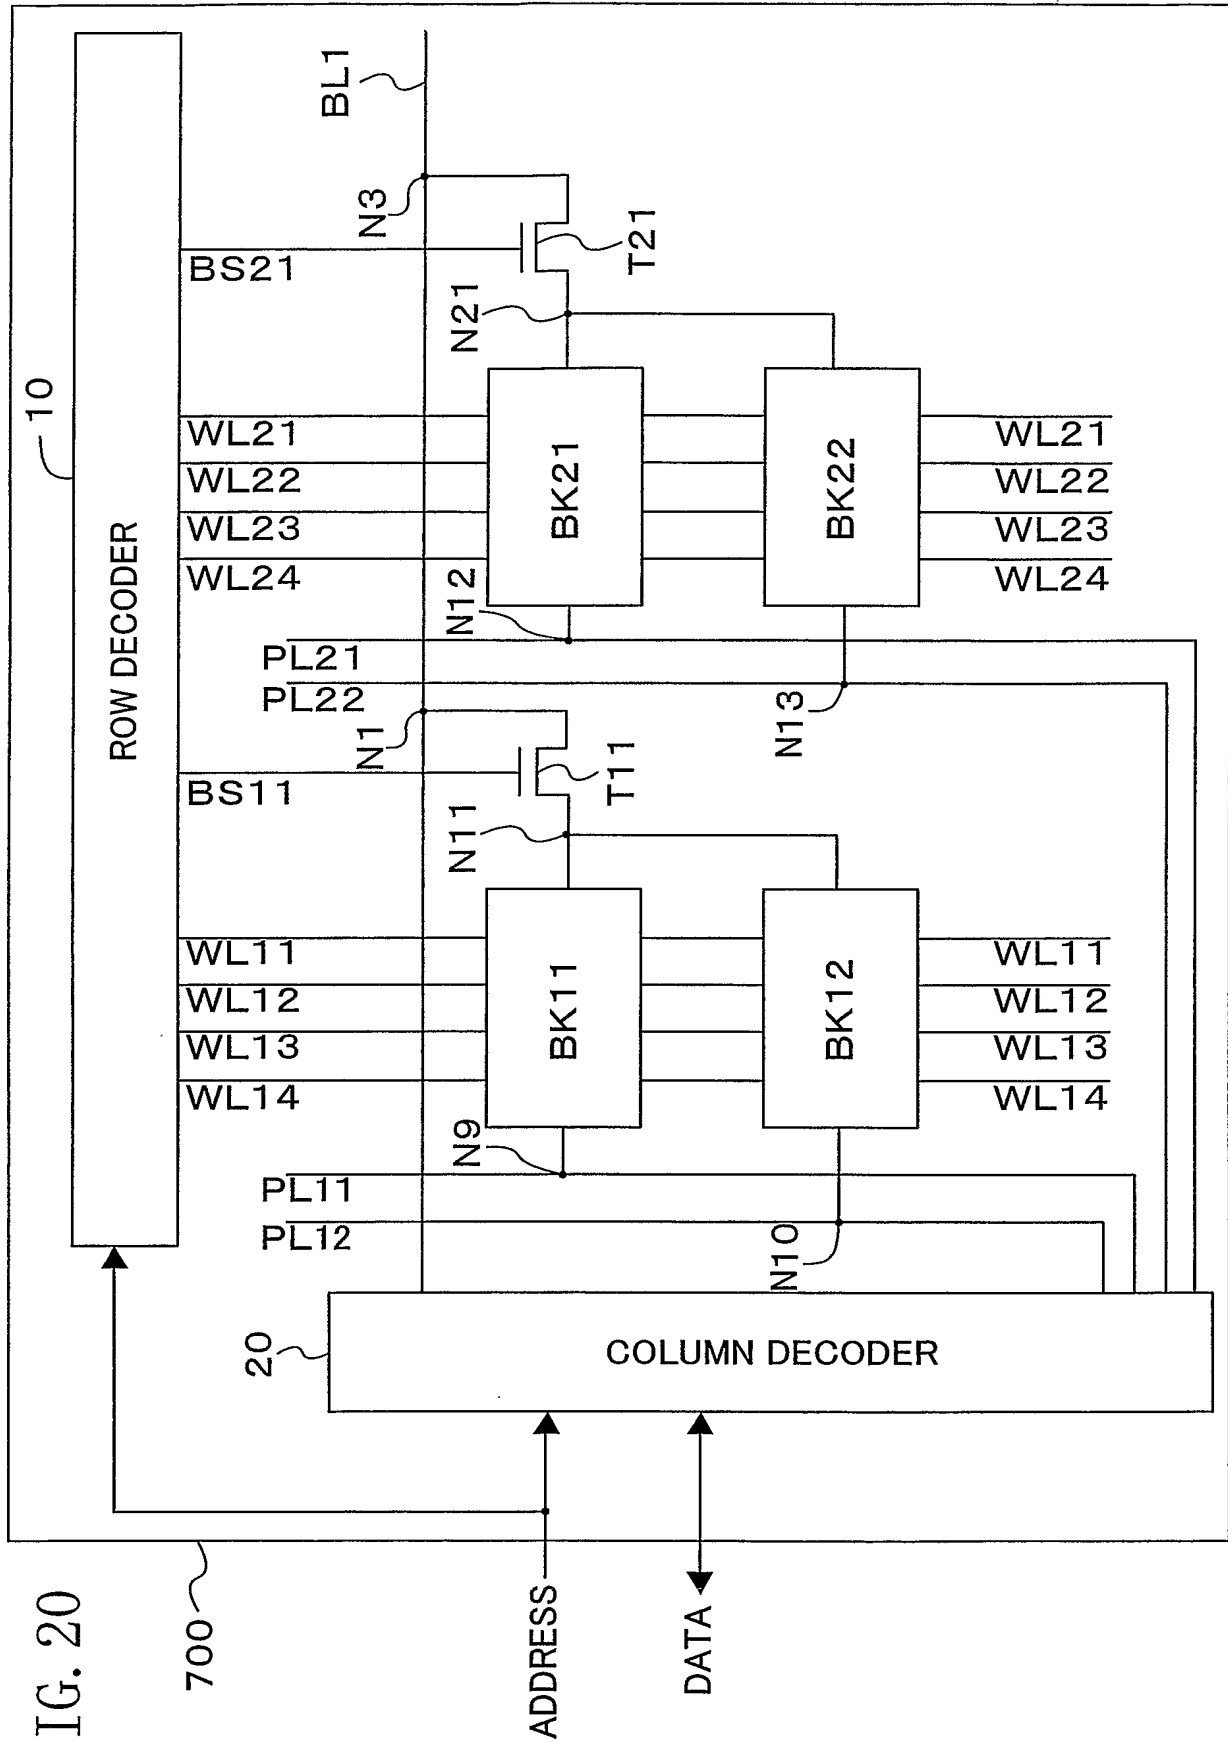 IG. 20
700
10
ROW DECODER
BS21
BS11
WL21
WL22
WL23
WL24
WL11
WL12
WL13
WL14
PL21
PL22
PL11
PL12
BL1
N3
N1
T21
T11
N21
N11
BK21
BK22
BK11
BK12
N12
N13
N9
N10
WL21
WL22
WL23
WL24
WL11
WL12
WL13
WL14
20
COLUMN DECODER
ADDRESS
DATA